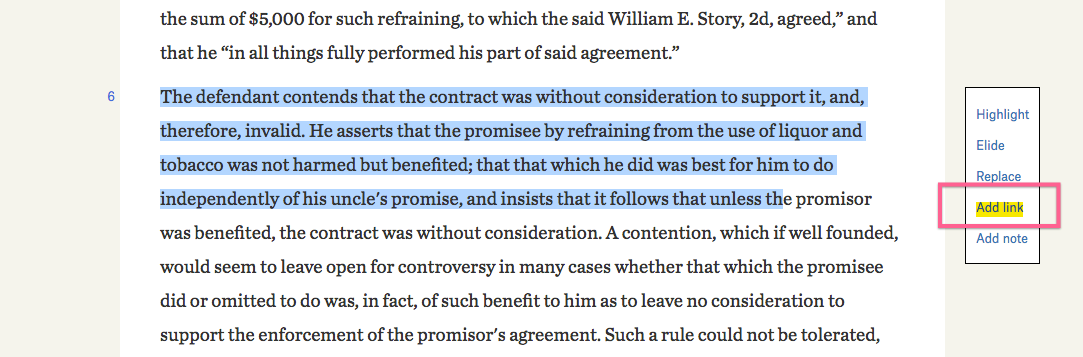 the sum of $5,000 for such refraining, to which the said William E. Story, 2d, agreed,” and
that he “in all things fully performed his part of said agreement.”
6
The defendant contends that the contract was without consideration to support it, and,
therefore, invalid. He asserts that the promisee by refraining from the use of liquor and
tobacco was not harmed but benefited; that that which he did was best for him to do
independently of his uncle's promise, and insists that it follows that unless the promisor
was benefited, the contract was without consideration. A contention, which if well founded,
would seem to leave open for controversy in many cases whether that which the promisee
did or omitted to do was, in fact, of such benefit to him as to leave no consideration to
support the enforcement of the promisor's agreement. Such a rule could not be tolerated,
Highlight
Elide
Replace
Add link
Add note